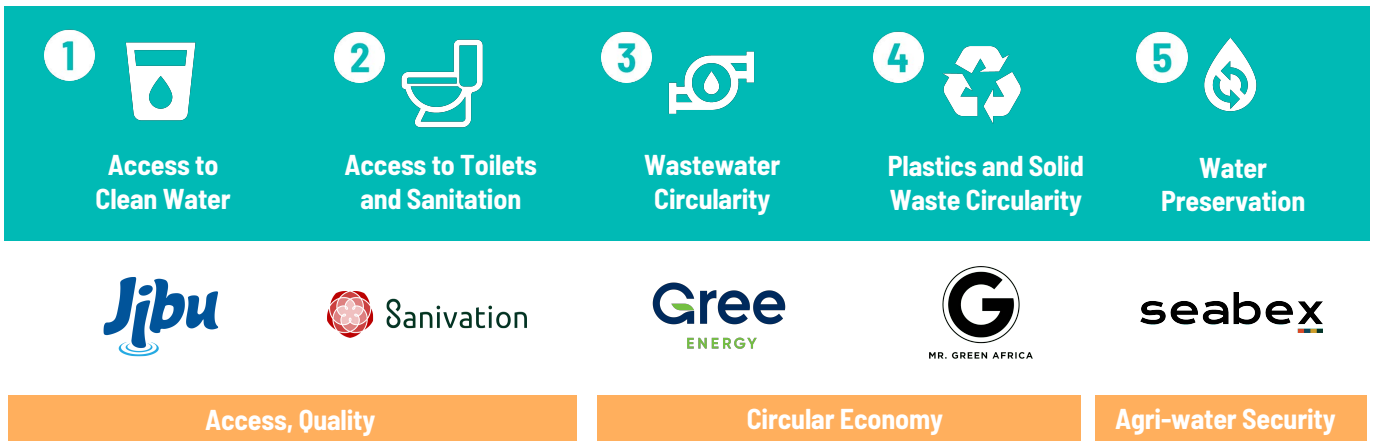 1
2
3
4
5
Access to
Clean Water
Access to Toilets
and Sanitation
Wastewater
Circularity
Plastics and Solid
Waste Circularity
Water
Preservation
Jibu
Sanivation
Gree
ENERGY
G
MR. GREEN AFRICA
seabex
Access, Quality
Circular Economy
Agri-water Security